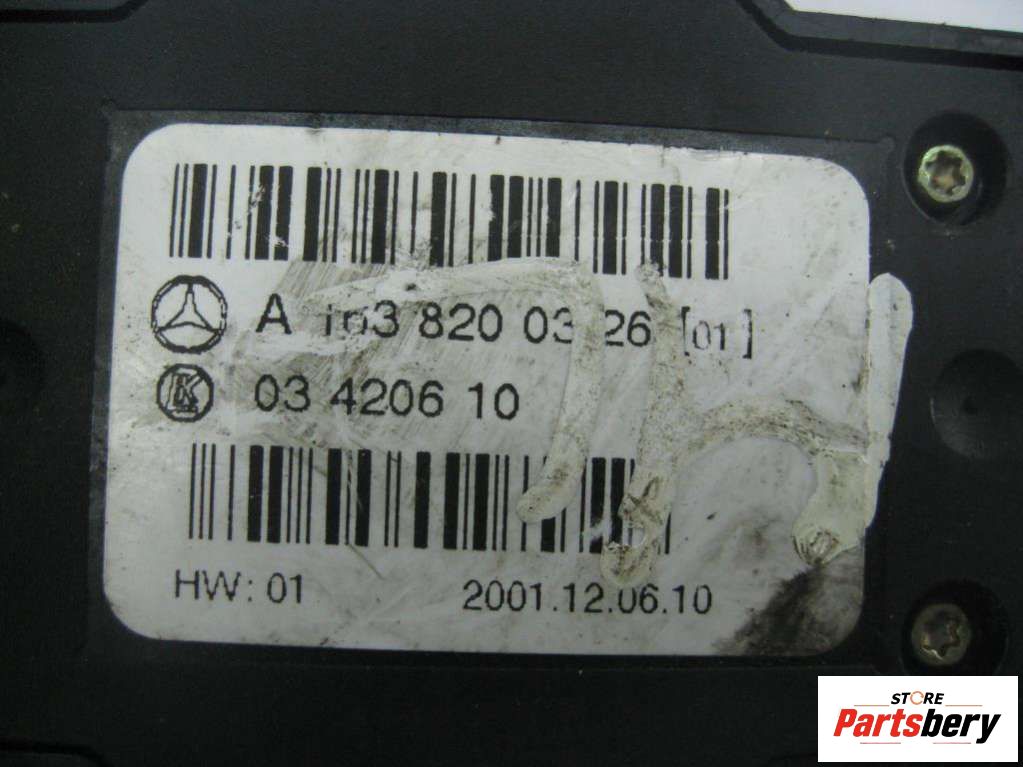 A 163 820 03 26 [01]
03 4206 10
HW: 01 2001.12.06.10
STORE
Partsbery